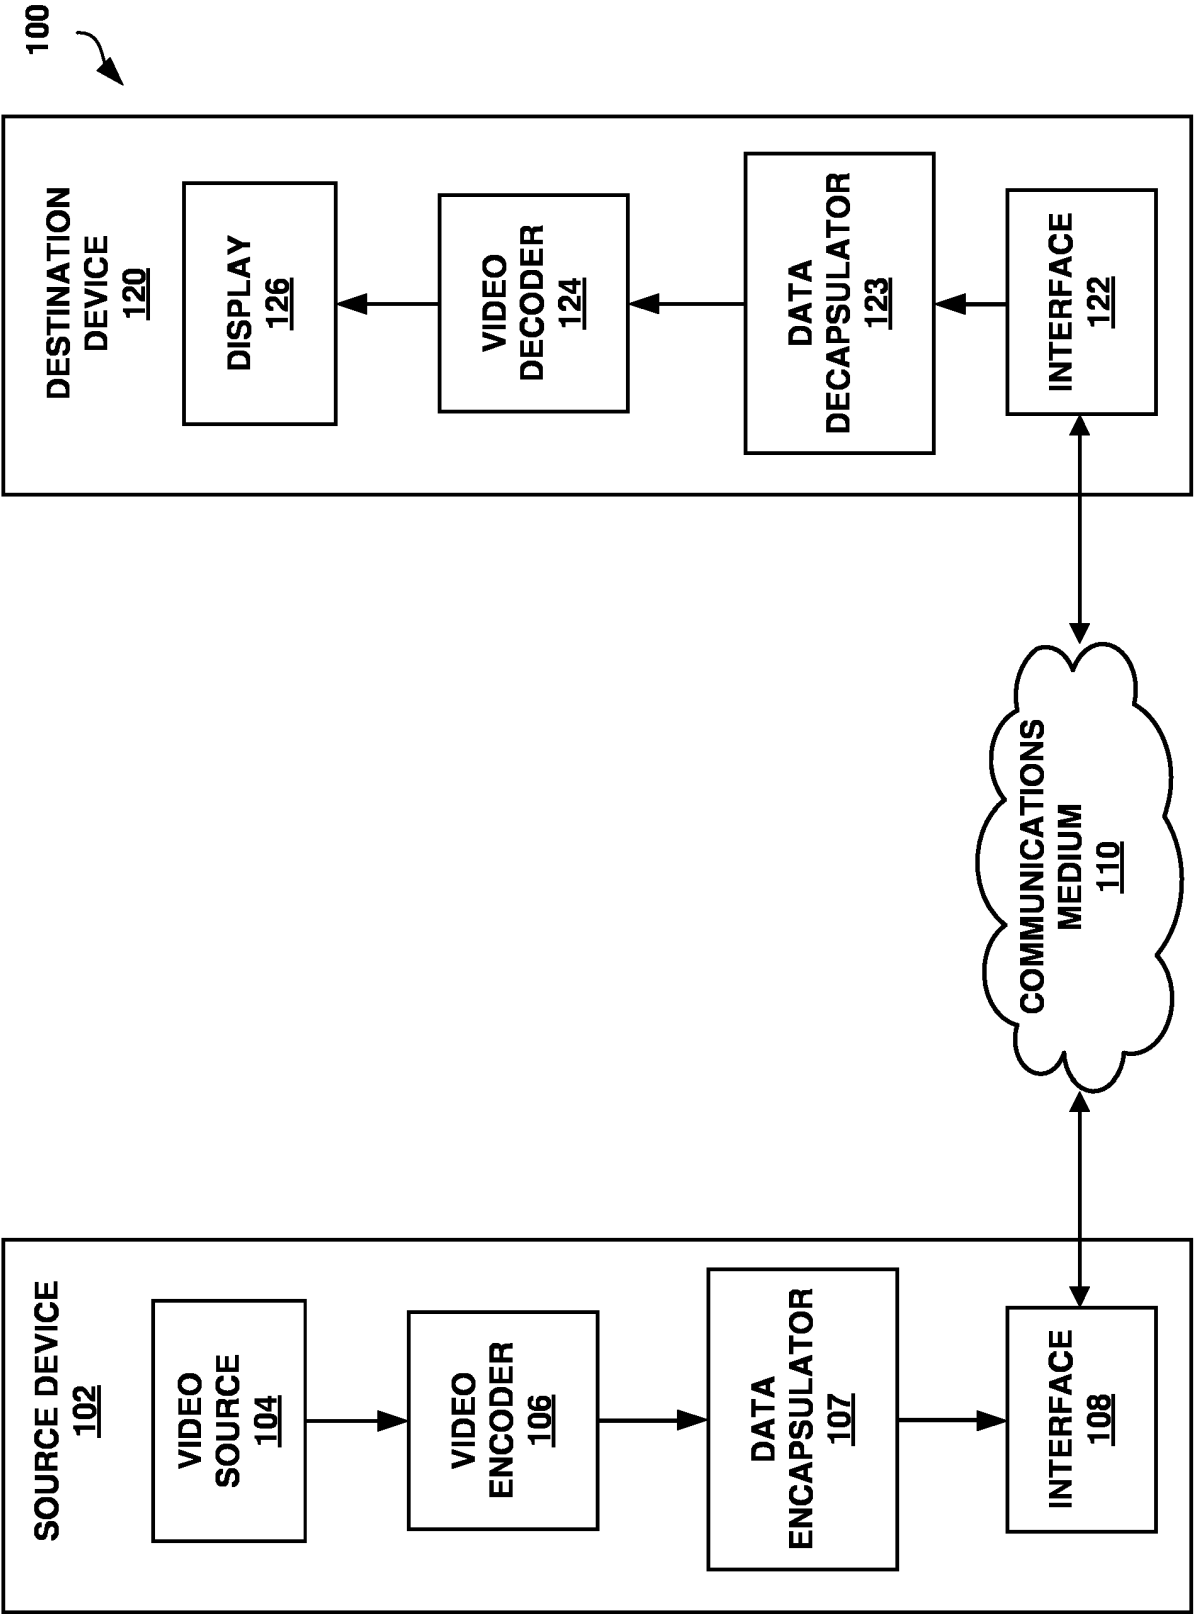 100
SOURCE DEVICE
102
VIDEO
SOURCE
104
VIDEO
ENCODER
106
DATA
ENCAPSULATOR
107
INTERFACE
108
COMMUNICATIONS
MEDIUM
110
DESTINATION
DEVICE
120
DISPLAY
126
VIDEO
DECODER
124
DATA
DECAPSULATOR
123
INTERFACE
122